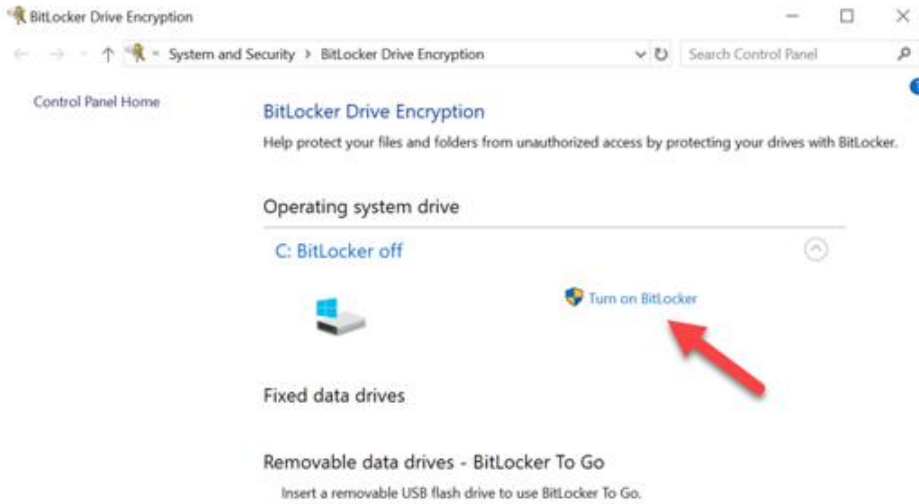 BitLocker Drive Encryption
System and Security > BitLocker Drive Encryption
Search Control Panel
Control Panel Home
BitLocker Drive Encryption
Help protect your files and folders from unauthorized access by protecting your drives with BitLocker.
Operating system drive
C: BitLocker off
Turn on BitLocker
Fixed data drives
Removable data drives - BitLocker To Go
Insert a removable USB flash drive to use BitLocker To Go.